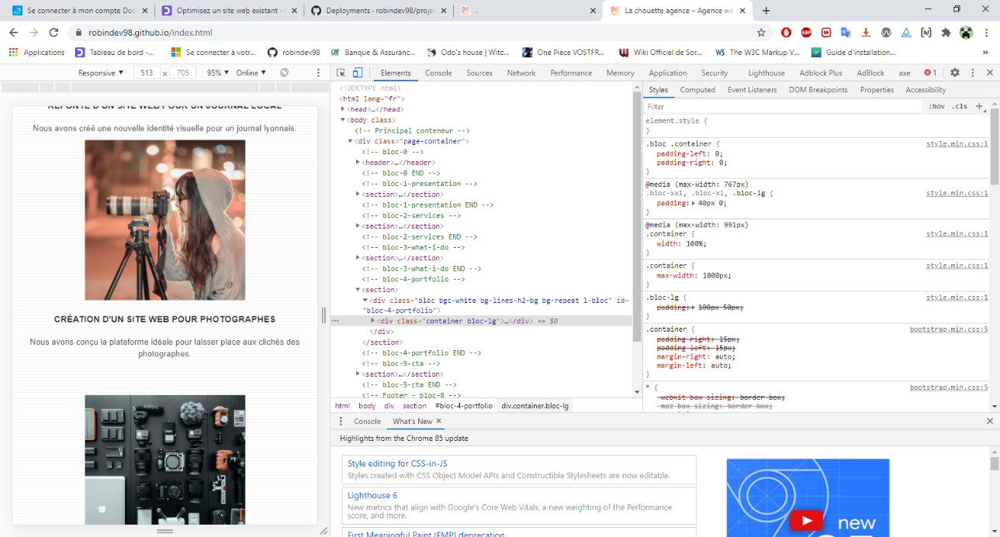 Se connecter à mon compte Doc
Optimisez un site web existant -
Deployments · robindev98/projet
.
La chouette agence – Agence we
robindev98.github.io/index.html
ABP
Applications
Tableau de bord -...
Se connecter à votr...
robindev98
Banque & Assuranc...
Odo's house | Witc...
One Piece VOSTFR...
Wiki Officiel de Sor...
The W3C Markup V...
Guide d'installation...
»
Responsive ▼ 513 x 705 95% ▼ Online ▼
Elements Console Sources Network Performance Memory Application Security Lighthouse Adblock Plus AdBlock axe 1
REFONTE D'UN SITE WEB POUR UN JOURNAL LOCAL
Nous avons créé une nouvelle identité visuelle pour un journal lyonnais.
CRÉATION D'UN SITE WEB POUR PHOTOGRAPHES
Nous avons conçu la plateforme idéale pour laisser place aux clichés des
photographes.
<!DOCTYPE html>
<html lang="fr">
<head>…</head>
<body class>
<!-- Principal conteneur -->
<div class="page-container">
<!-- bloc-0 -->
<header>…</header>
<!-- bloc-0 END -->
<!-- bloc-1-presentation -->
<section>…</section>
<!-- bloc-1-presentation END -->
<!-- bloc-2-services -->
<section>…</section>
<!-- bloc-2-services END -->
<!-- bloc-3-what-i-do -->
<section>…</section>
<!-- bloc-3-what-i-do END -->
<!-- bloc-4-portfolio -->
<section>
<div class="bloc bgc-white bg-lines-h2-bg bg-repeat l-bloc" id=
"bloc-4-portfolio">
<div class="container bloc-lg">…</div> == $0
</div>
</section>
<!-- bloc-4-portfolio END -->
<!-- bloc-5-cta -->
<section>…</section>
<!-- bloc-5-cta END -->
<!-- Footer - bloc-8 -->
html body div section #bloc-4-portfolio div.container.bloc-lg
Styles Computed Event Listeners DOM Breakpoints Properties Accessibility
Filter :hov .cls +
element.style {
}
.bloc .container { style.min.css:1
padding-left: 0;
padding-right: 0;
}
@media (max-width: 767px)
.bloc-xxl, .bloc-xl, .bloc-lg { style.min.css:1
padding: 40px 0;
}
@media (max-width: 991px)
.container { style.min.css:1
width: 100%;
}
.container { style.min.css:1
max-width: 1000px;
}
.bloc-lg { style.min.css:1
padding: 100px 50px;
}
.container { bootstrap.min.css:5
padding-right: 15px;
padding-left: 15px;
margin-right: auto;
margin-left: auto;
}
* { bootstrap.min.css:5
-webkit-box-sizing: border-box;
-moz-box-sizing: border-box;
Console What's New ×
Highlights from the Chrome 85 update
Style editing for CSS-in-JS
Styles created with CSS Object Model APIs and Constructible Stylesheets are now editable.
Lighthouse 6
New metrics that align with Google's Core Web Vitals, a new weighting of the Performance
score, and more.
First Meaningful Paint (FMP) deprecation
new